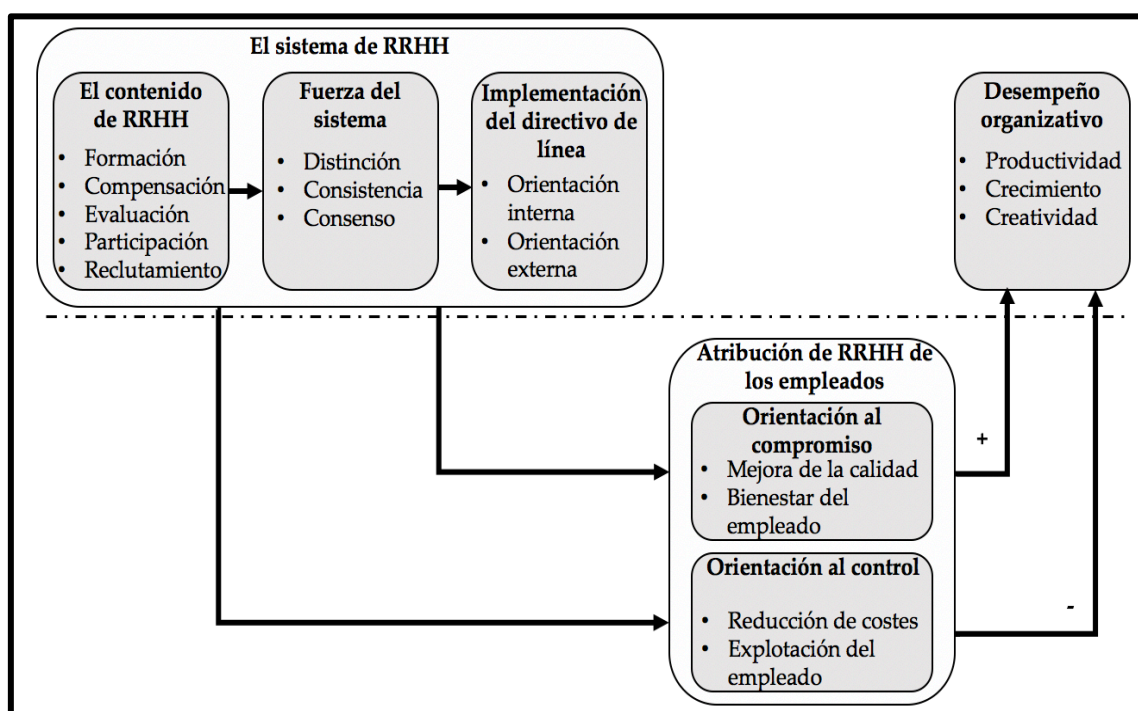 El sistema de RRHH
El contenido
de RRHH
• Formación
• Compensación
• Evaluación
• Participación
• Reclutamiento
Fuerza del
sistema
• Distinción
• Consistencia
• Consenso
Implementación
del directivo de
línea
• Orientación
interna
• Orientación
externa
Desempeño
organizativo
• Productividad
• Crecimiento
• Creatividad
Atribución de RRHH de
los empleados
Orientación al
compromiso
• Mejora de la calidad
• Bienestar del
empleado
+
Orientación al control
• Reducción de costes
• Explotación del
empleado
-